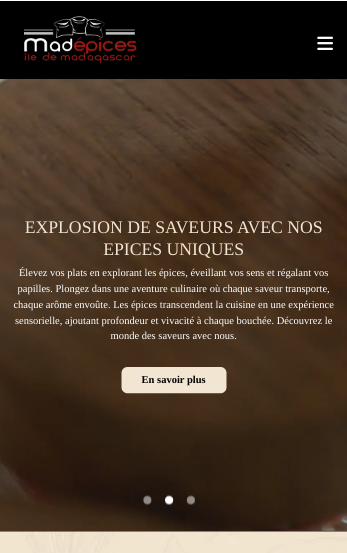 Madépices
ile de madagascar
EXPLOSION DE SAVEURS AVEC NOS
EPICES UNIQUES
Élevez vos plats en explorant les épices, éveillant vos sens et régalant vos
papilles. Plongez dans une aventure culinaire où chaque saveur transporte,
chaque arôme envoûte. Les épices transcendent la cuisine en une expérience
sensorielle, ajoutant profondeur et vivacité à chaque bouchée. Découvrez le
monde des saveurs avec nous.
En savoir plus